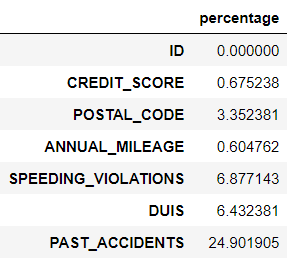 percentage
ID 0.000000
CREDIT_SCORE 0.675238
POSTAL_CODE 3.352381
ANNUAL_MILEAGE 0.604762
SPEEDING_VIOLATIONS 6.877143
DUIS 6.432381
PAST_ACCIDENTS 24.901905